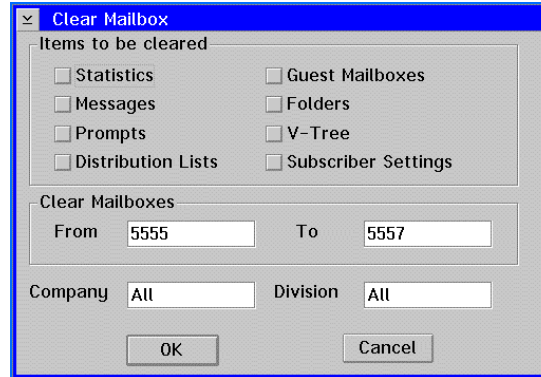 Clear Mailbox
Items to be cleared
Statistics Guest Mailboxes
Messages Folders
Prompts V-Tree
Distribution Lists Subscriber Settings
Clear Mailboxes
From 5555 To 5557
Company All Division All
OK Cancel